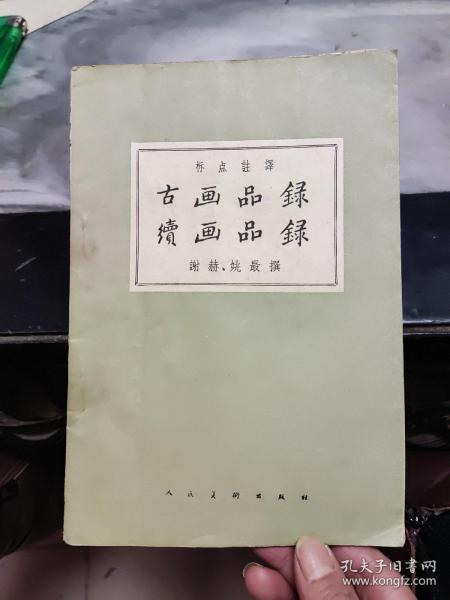 标点註譯
古画品録
續画品録
謝赫、姚最撰
人民美術出版社
孔夫子旧书网
www.kongfz.com